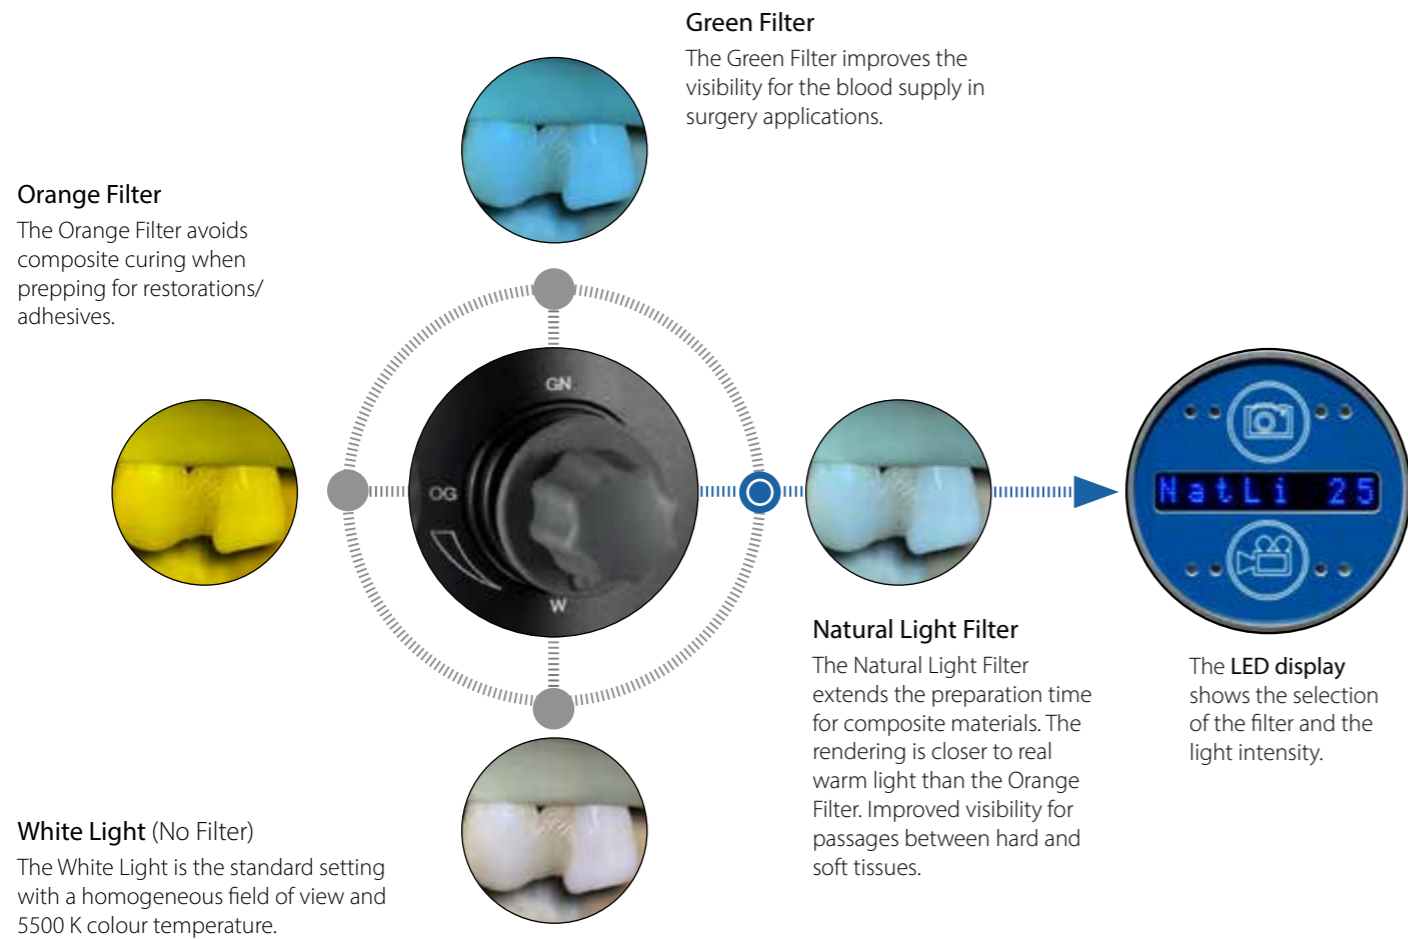 Green Filter
The Green Filter improves the
visibility for the blood supply in
surgery applications.
Orange Filter
The Orange Filter avoids
composite curing when
prepping for restorations/
adhesives.
GN
OG
W
NatLi 25
Natural Light Filter
The Natural Light Filter
extends the preparation time
for composite materials. The
rendering is closer to real
warm light than the Orange
Filter. Improved visibility for
passages between hard and
soft tissues.
The LED display
shows the selection
of the filter and the
light intensity.
White Light (No Filter)
The White Light is the standard setting
with a homogeneous field of view and
5500 K colour temperature.